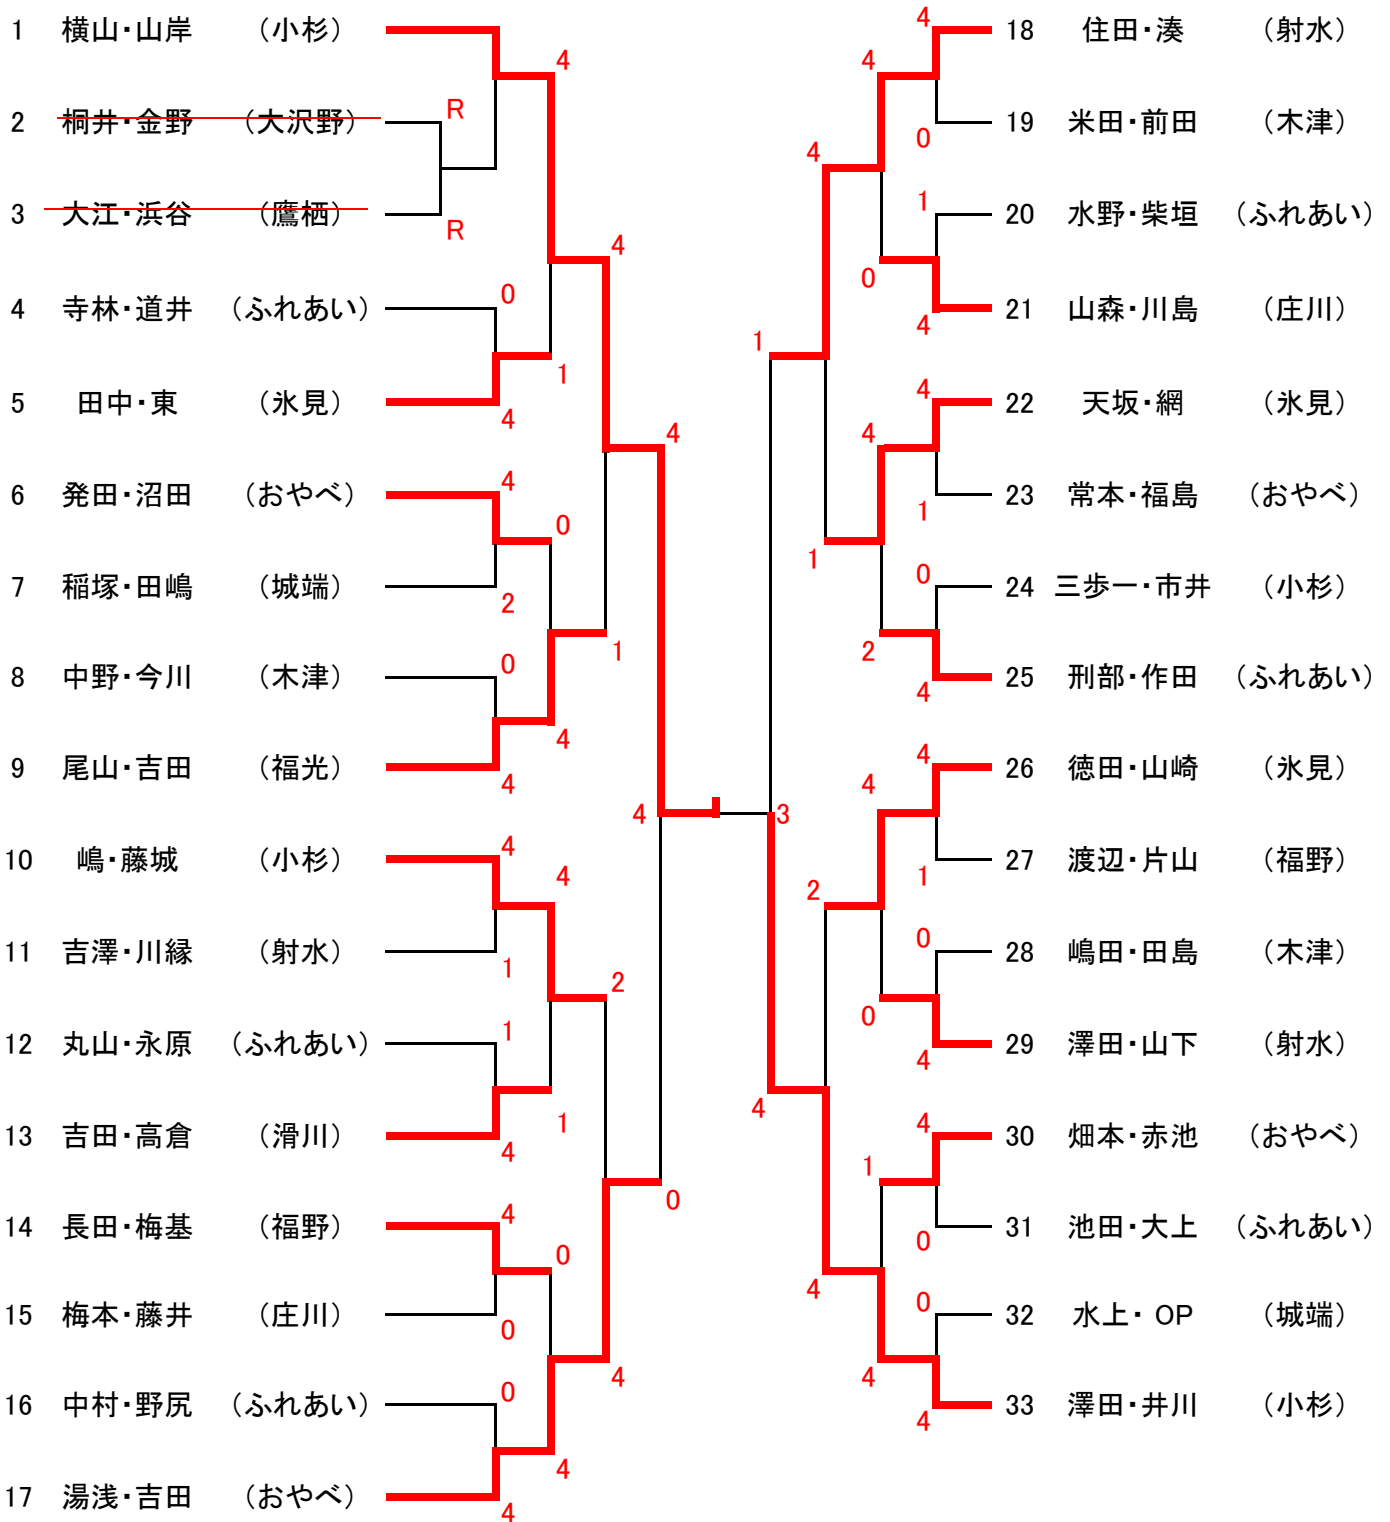 1 横山・山岸 （小杉）
2 桐井・金野 （大沢野）
3 大江・浜谷 （鷹栖）
4 寺林・道井 （ふれあい）
5 田中・東 （氷見）
6 発田・沼田 （おやべ）
7 稲塚・田嶋 （城端）
8 中野・今川 （木津）
9 尾山・吉田 （福光）
10 嶋・藤城 （小杉）
11 吉澤・川縁 （射水）
12 丸山・永原 （ふれあい）
13 吉田・高倉 （滑川）
14 長田・梅基 （福野）
15 梅本・藤井 （庄川）
16 中村・野尻 （ふれあい）
17 湯浅・吉田 （おやべ）
R
R
0
4
4
2
0
4
4
1
1
4
4
0
0
4
4
1
0
4
4
1
0
4
4
1
2
4
4
0
4
3
1
4
4
1
2
4
4
0
4
2
4
0
1
4
4
0
1
4
4
1
0
4
4
1
0
4
4
0
0
4
18 住田・湊 （射水）
19 米田・前田 （木津）
20 水野・柴垣 （ふれあい）
21 山森・川島 （庄川）
22 天坂・網 （氷見）
23 常本・福島 （おやべ）
24 三歩一・市井 （小杉）
25 刑部・作田 （ふれあい）
26 徳田・山崎 （氷見）
27 渡辺・片山 （福野）
28 嶋田・田島 （木津）
29 澤田・山下 （射水）
30 畑本・赤池 （おやべ）
31 池田・大上 （ふれあい）
32 水上・ OP （城端）
33 澤田・井川 （小杉）